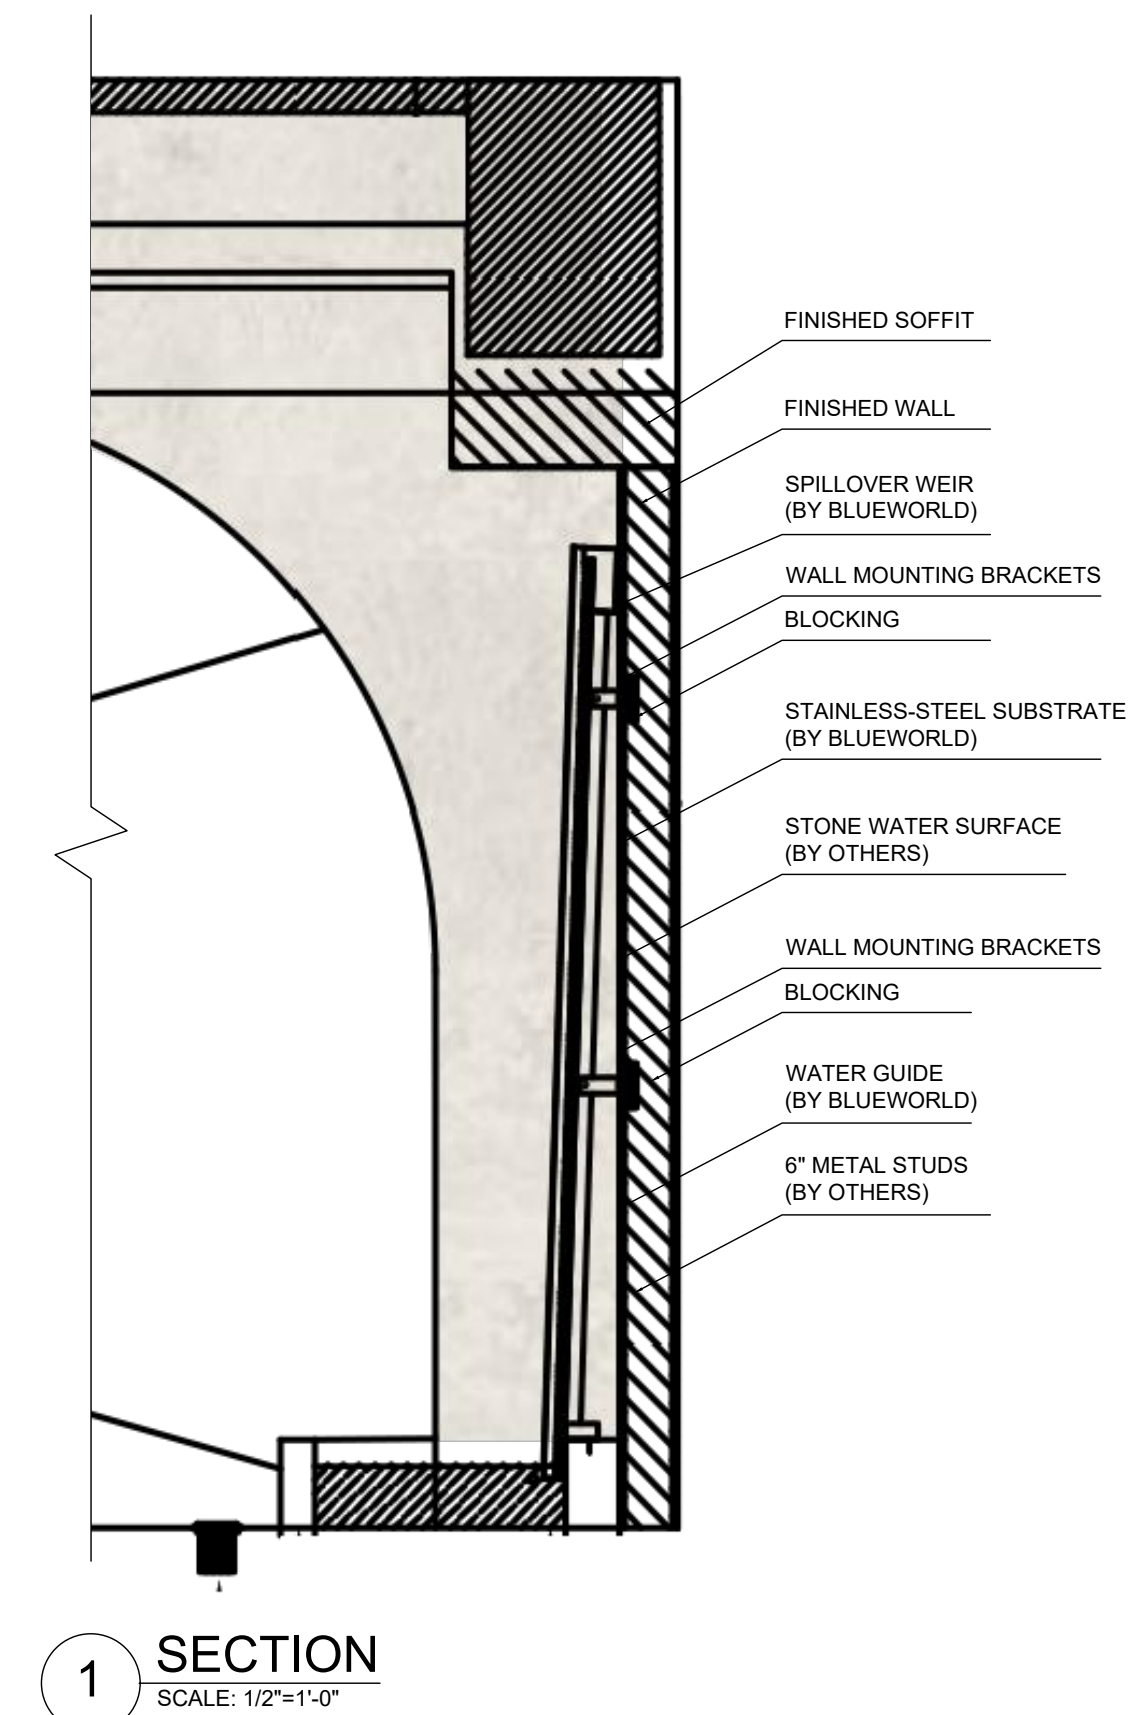 FINISHED SOFFIT
FINISHED WALL
SPILLOVER WEIR
(BY BLUEWORLD)
WALL MOUNTING BRACKETS
BLOCKING
STAINLESS-STEEL SUBSTRATE
(BY BLUEWORLD)
STONE WATER SURFACE
(BY OTHERS)
WALL MOUNTING BRACKETS
BLOCKING
WATER GUIDE
(BY BLUEWORLD)
6" METAL STUDS
(BY OTHERS)
1 SECTION
SCALE: 1/2"=1'-0"